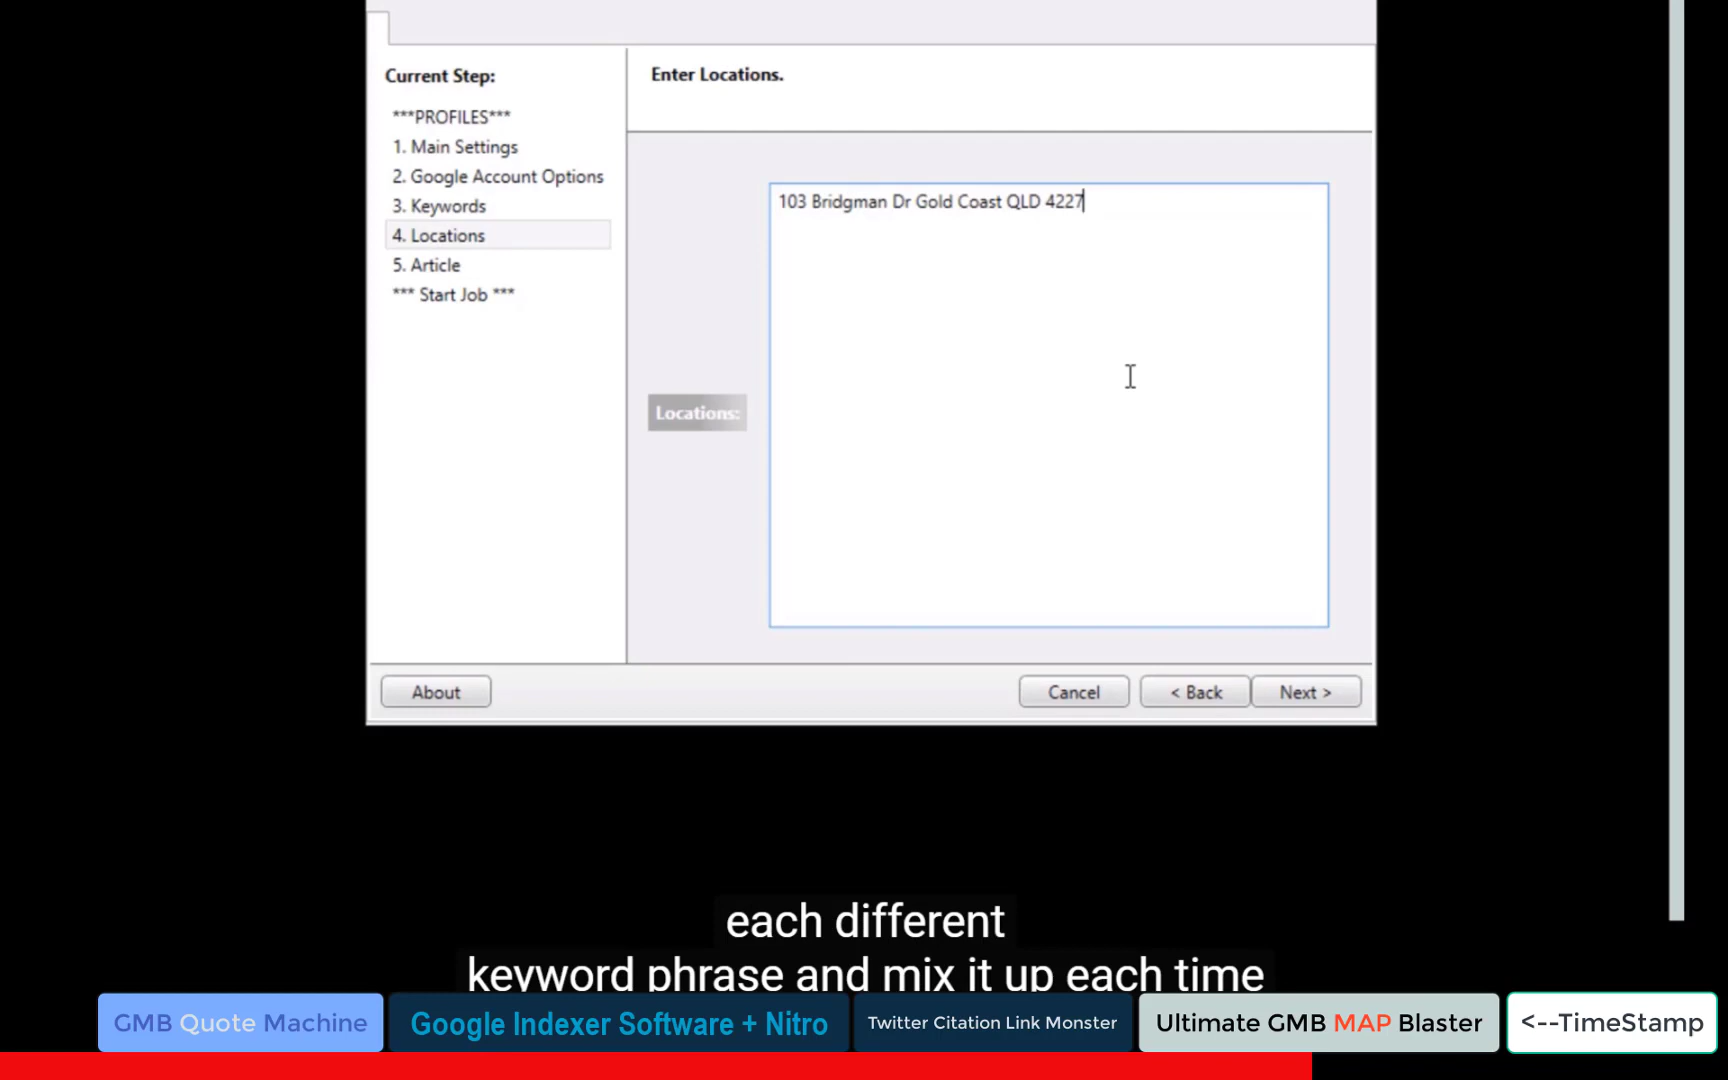 Current Step:
***PROFILES***
1. Main Settings
2. Google Account Options
3. Keywords
4. Locations
5. Article
*** Start Job ***
Enter Locations.
103 Bridgman Dr Gold Coast QLD 4227
Locations:
About
Cancel
< Back
Next >
each different
keyword phrase and mix it up each time
GMB Quote Machine
Google Indexer Software + Nitro
Twitter Citation Link Monster
Ultimate GMB MAP Blaster
<--TimeStamp